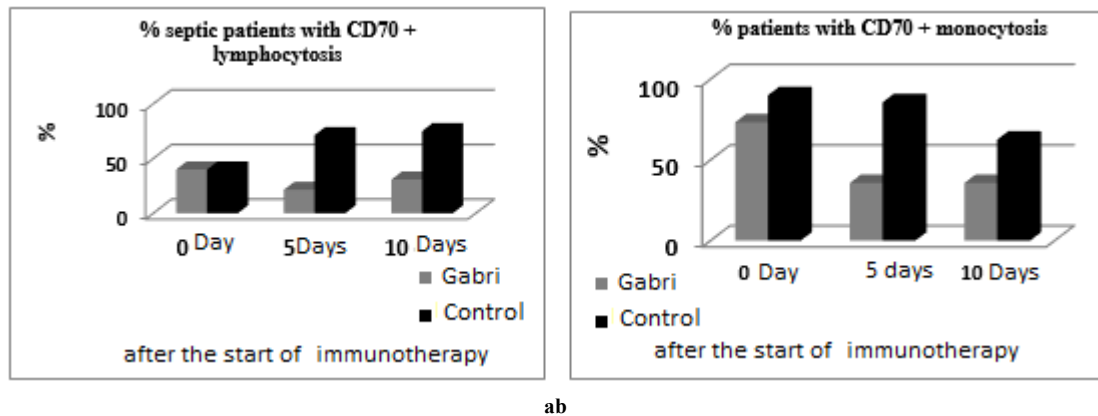 % septic patients with CD70 +
lymphocytosis
%
100
50
0
0 Day
5Days
10 Days
Gabri
Control
after the start of immunotherapy
% patients with CD70 + monocytosis
%
100
50
0
0 Day
5 days
10 Days
Gabri
Control
after the start of immunotherapy
ab